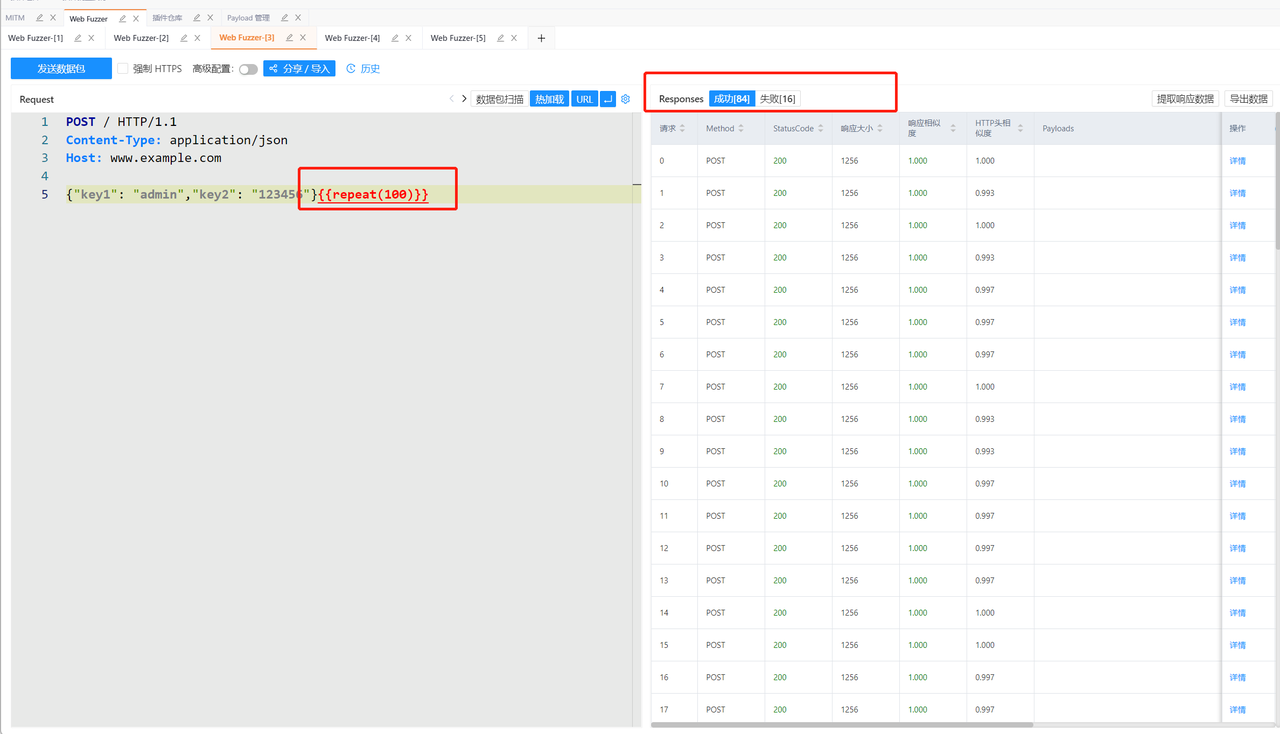 MITM Web Fuzzer 插件仓库 Payload 管理
Web Fuzzer-[1] Web Fuzzer-[2] Web Fuzzer-[3] Web Fuzzer-[4] Web Fuzzer-[5]
发送数据包 强制 HTTPS 高级配置: 分享 / 导入 历史
Request 数据包扫描 热加载 URL
Responses 成功[84] 失败[16] 提取响应数据 导出数据
1 POST / HTTP/1.1
2 Content-Type: application/json
3 Host: www.example.com
4
5 {"key1": "admin","key2": "123456"}{{repeat(100)}}
请求 Method StatusCode 响应大小 响应相似度 HTTP头相似度 Payloads 操作
0 POST 200 1256 1.000 1.000 详情
1 POST 200 1256 1.000 0.993 详情
2 POST 200 1256 1.000 1.000 详情
3 POST 200 1256 1.000 0.993 详情
4 POST 200 1256 1.000 0.997 详情
5 POST 200 1256 1.000 0.997 详情
6 POST 200 1256 1.000 0.997 详情
7 POST 200 1256 1.000 1.000 详情
8 POST 200 1256 1.000 0.993 详情
9 POST 200 1256 1.000 0.993 详情
10 POST 200 1256 1.000 0.997 详情
11 POST 200 1256 1.000 0.997 详情
12 POST 200 1256 1.000 0.997 详情
13 POST 200 1256 1.000 0.997 详情
14 POST 200 1256 1.000 1.000 详情
15 POST 200 1256 1.000 1.000 详情
16 POST 200 1256 1.000 0.997 详情
17 POST 200 1256 1.000 0.997 详情